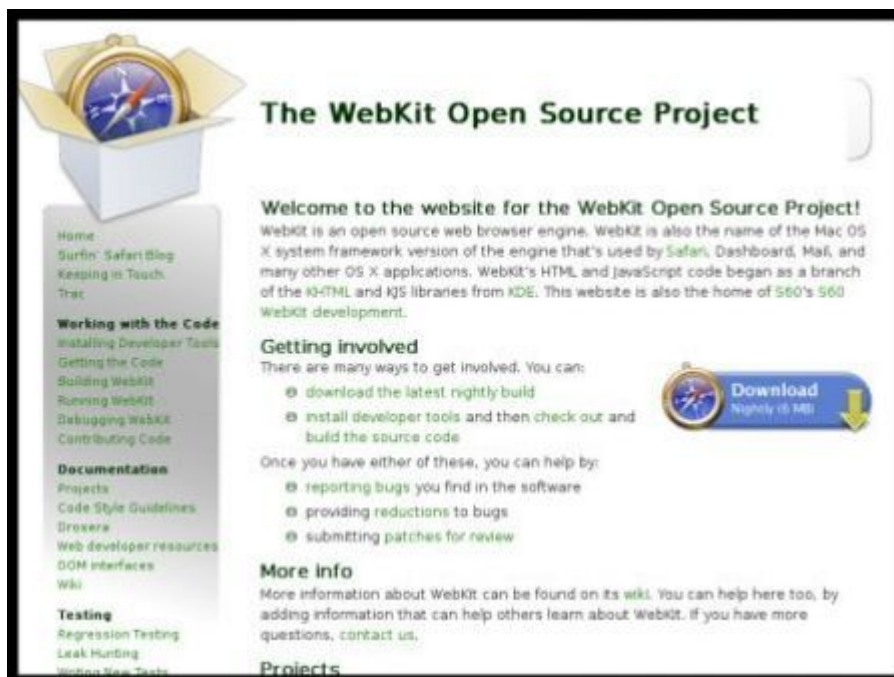 The WebKit Open Source Project
Home
Surfin' Safari Blog
Keeping in Touch
Trac
Working with the Code
Installing Developer Tools
Getting the Code
Building WebKit
Running WebKit
Debugging WebKit
Contributing Code
Documentation
Projects
Code Style Guidelines
Drosera
Web developer resources
DOM interfaces
Wiki
Testing
Regression Testing
Leak Hunting
Writing New Tests
Welcome to the website for the WebKit Open Source Project!
WebKit is an open source web browser engine. WebKit is also the name of the Mac OS
X system framework version of the engine that's used by Safari, Dashboard, Mail, and
many other OS X applications. WebKit's HTML and JavaScript code began as a branch
of the KHTML and KJS libraries from KDE. This website is also the home of S60's S60
WebKit development.
Getting involved
There are many ways to get involved. You can:
download the latest nightly build
install developer tools and then check out and
build the source code
Download
Nightly (6 MB)
Once you have either of these, you can help by:
reporting bugs you find in the software
providing reductions to bugs
submitting patches for review
More info
More information about WebKit can be found on its wiki. You can help here too, by
adding information that can help others learn about WebKit. If you have more
questions, contact us.
Projects